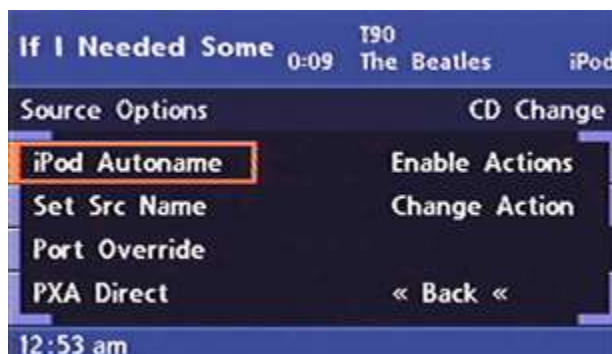 If I Needed Some 0:09 T90 The Beatles iPod
Source Options CD Change
iPod Autoname Enable Actions
Set Src Name Change Action
Port Override
PXA Direct « Back «
12:53 am